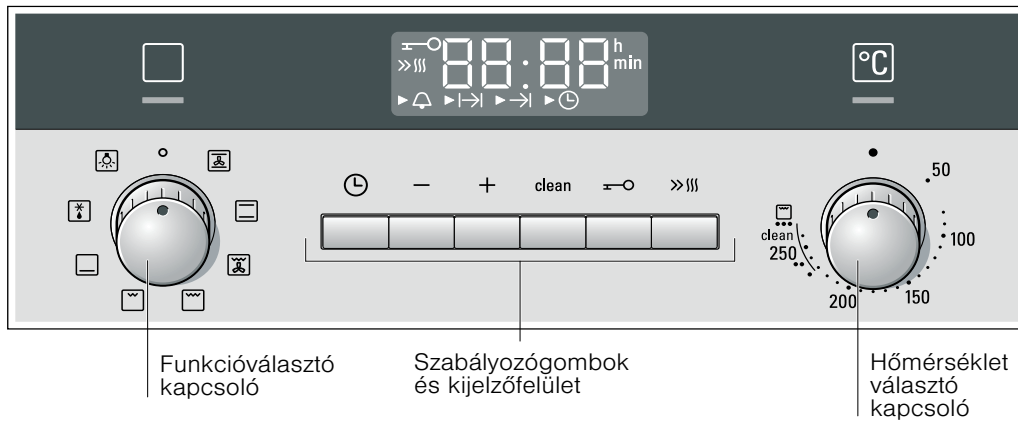 88:88 h
min
°C
clean
50
100
150
200
250
clean
Funkcióválasztó
kapcsoló
Szabályozógombok
és kijelzőfelület
Hőmérséklet
választó
kapcsoló